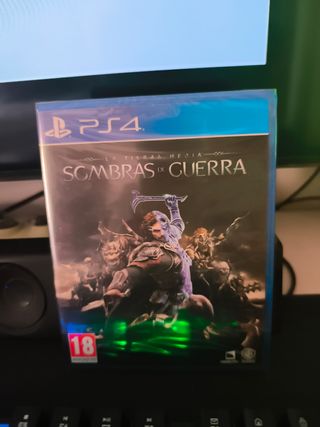 PS4
LA TIERRA MEDIA
SOMBRAS DE GUERRA
18